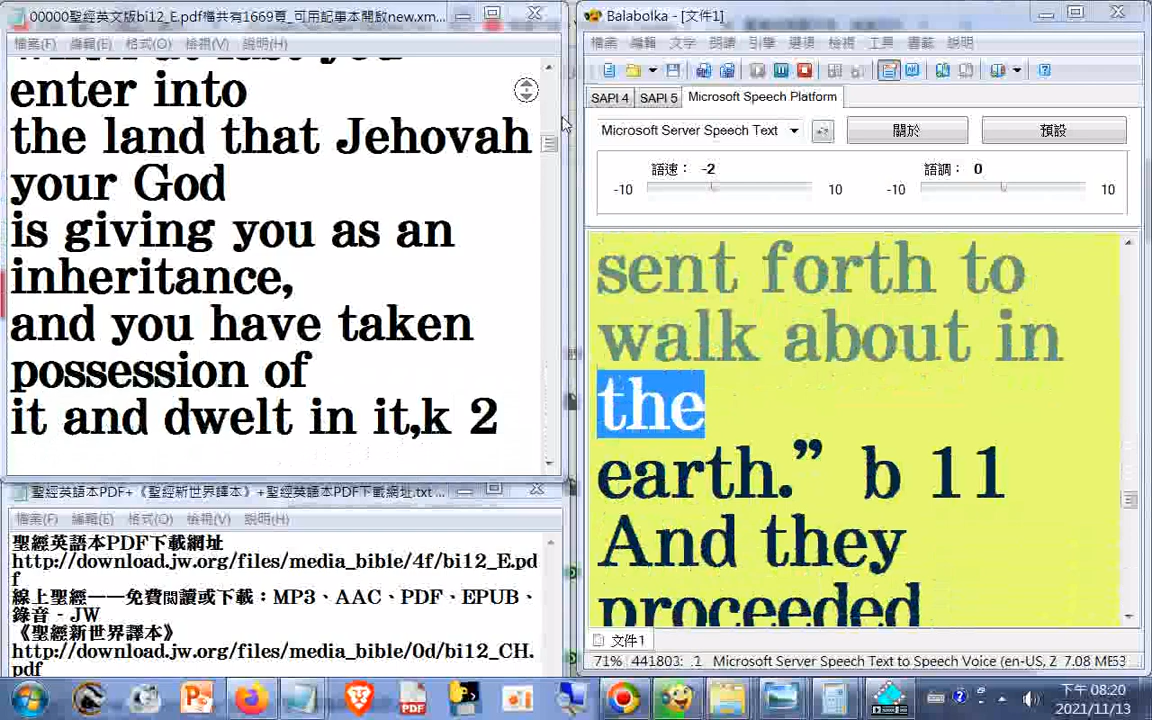 00000聖經英文版bi12_E.pdf檔共有1669頁_可用記事本開啟new.xm...
檔案(F) 編輯(E) 格式(O) 檢視(V) 說明(H)
enter into
the land that Jehovah
your God
is giving you as an
inheritance,
and you have taken
possession of
it and dwelt in it,k 2
聖經英語本PDF+《聖經新世界譯本》+聖經英語本PDF下載網址.txt ...
檔案(F) 編輯(E) 格式(O) 檢視(V) 說明(H)
聖經英語本PDF下載網址
http://download.jw.org/files/media_bible/4f/bi12_E.pd
f
線上聖經——免費閱讀或下載：MP3、AAC、PDF、EPUB、
錄音 - JW
《聖經新世界譯本》
http://download.jw.org/files/media_bible/0d/bi12_CH.
pdf
Balabolka - [文件1]
檔案 編輯 文字 朗讀 引擎 選項 檢視 工具 書籤 說明
SAPI 4 SAPI 5 Microsoft Speech Platform
Microsoft Server Speech Text 關於 預設
語速： -2 語調： 0
-10 10 -10 10
sent forth to
walk about in
the
earth.” b 11
And they
proceeded
文件1
71% 441803: .1 Microsoft Server Speech Text to Speech Voice (en-US, Z 7.08 ME53
PDF
下午 08:20
2021/11/13